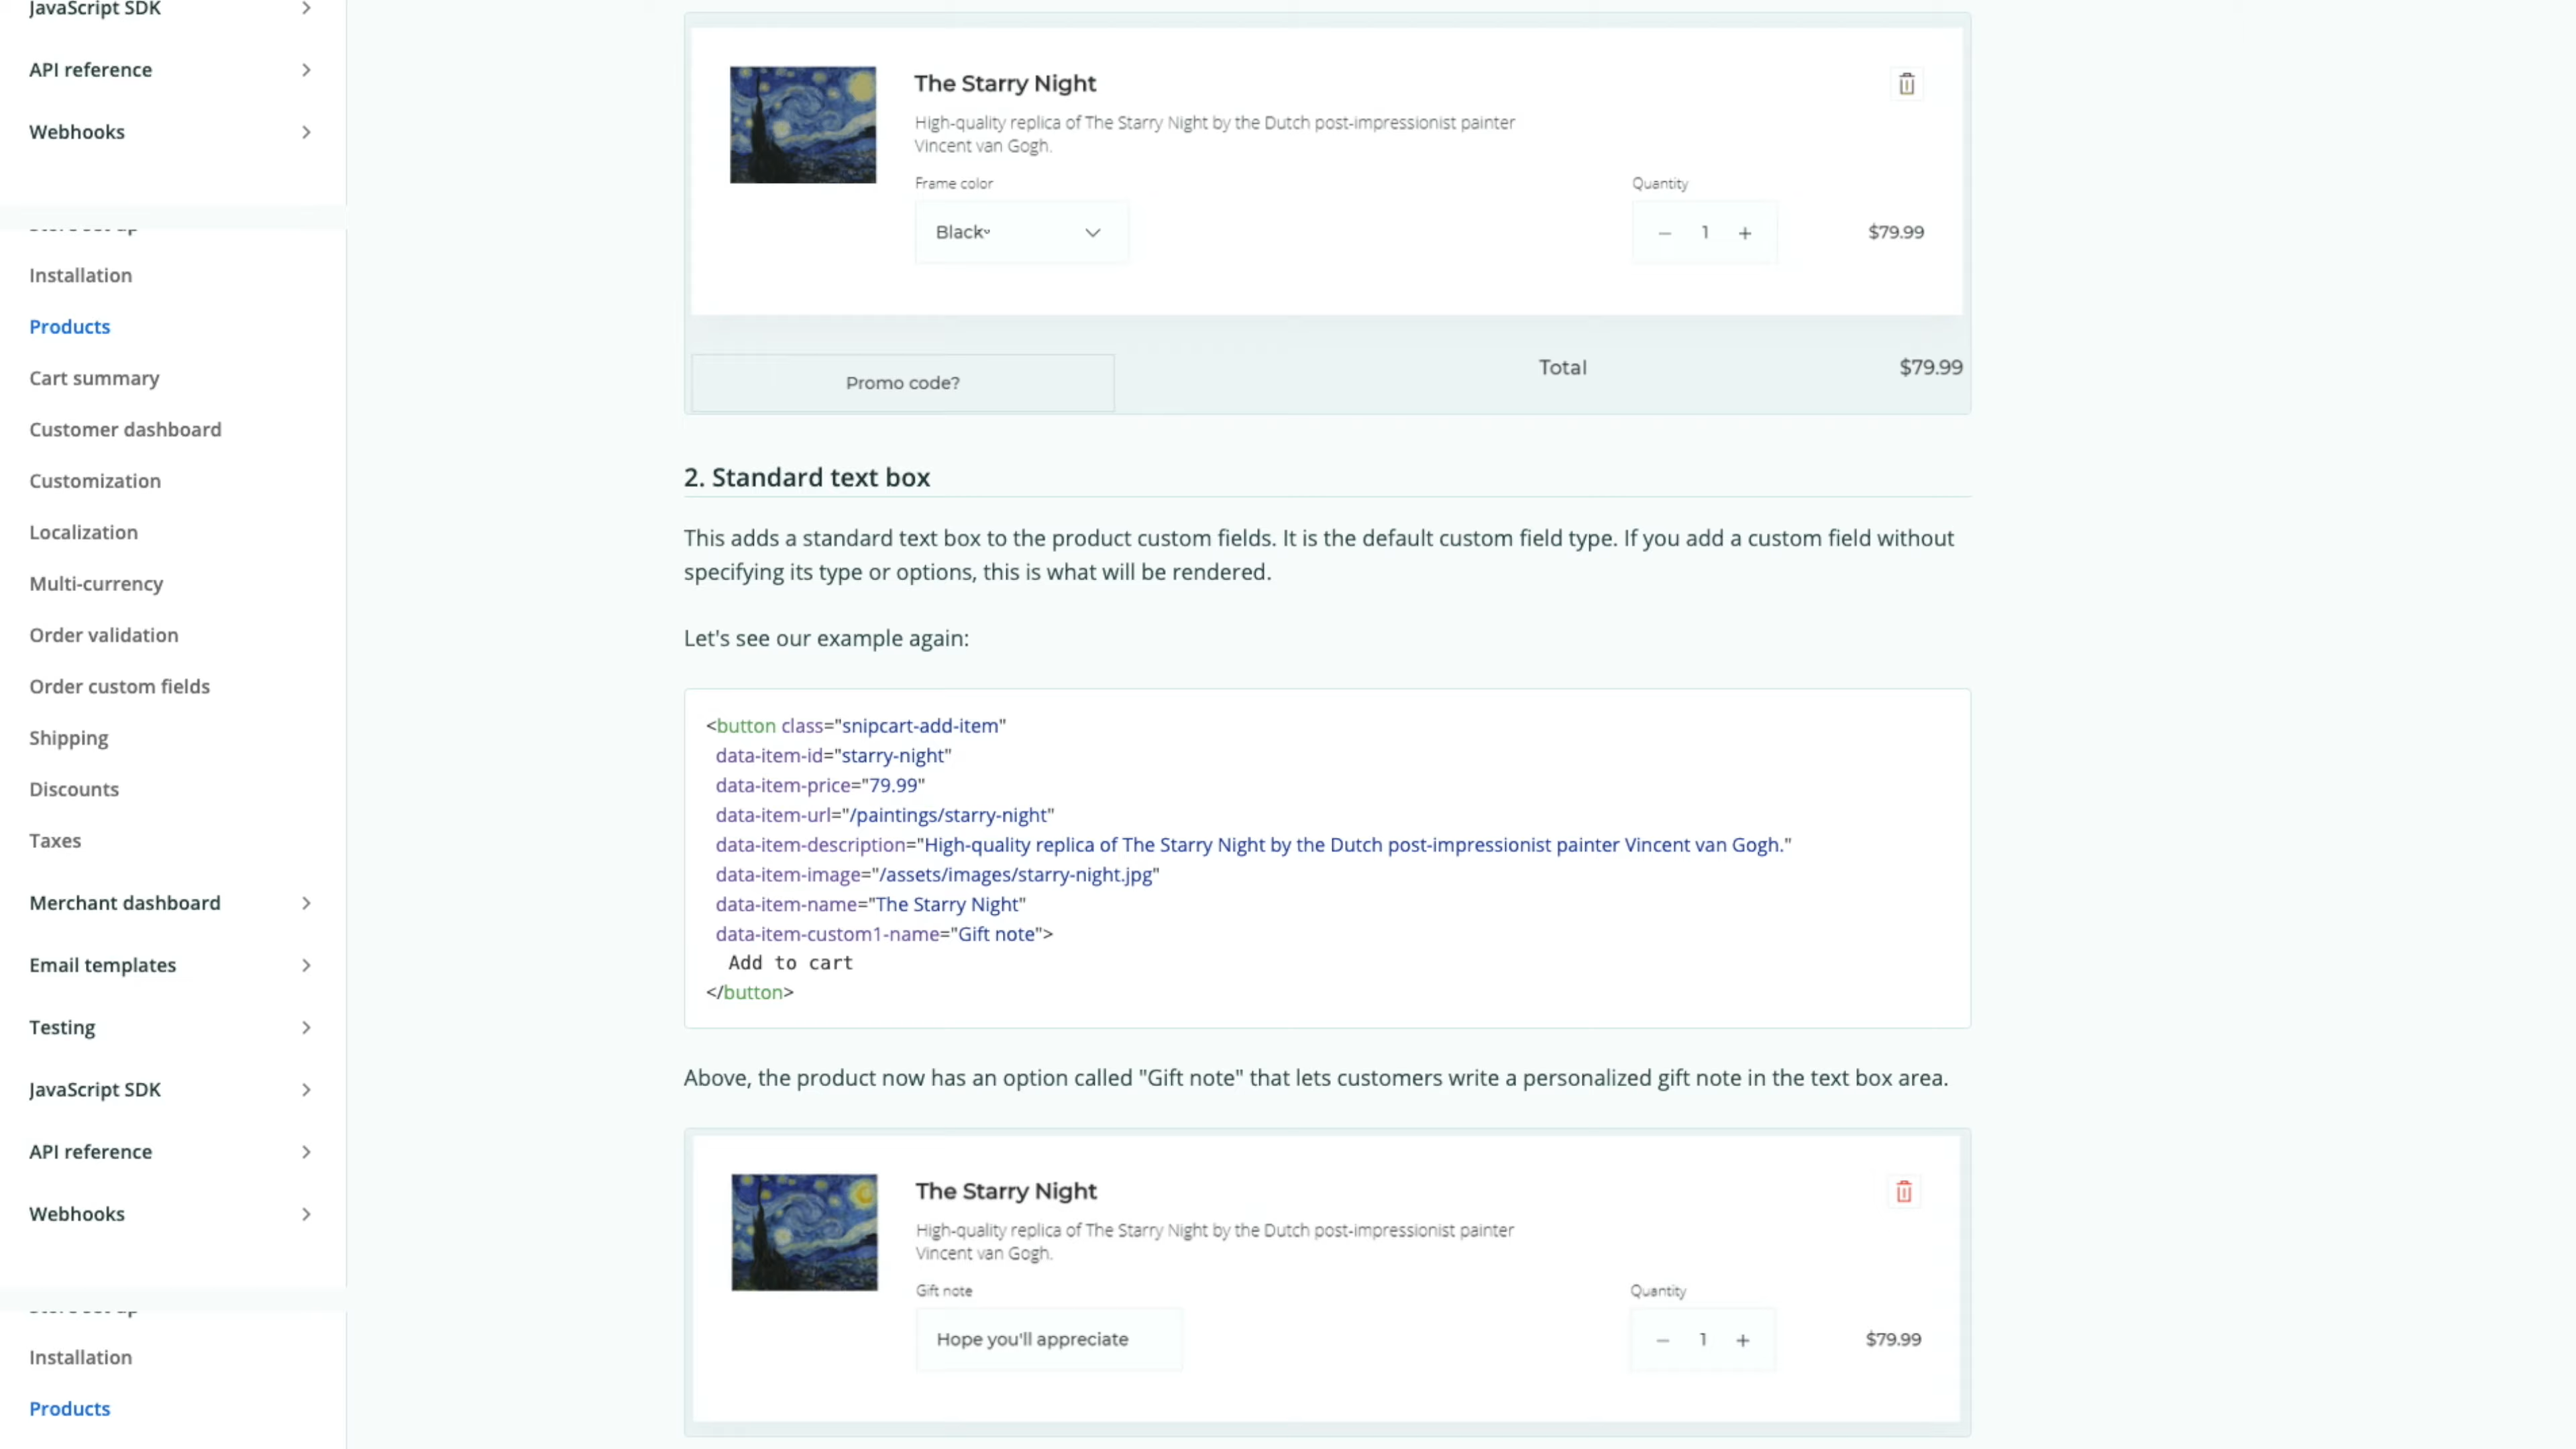 JavaScript SDK
API reference
Webhooks
Installation
Products
Cart summary
Customer dashboard
Customization
Localization
Multi-currency
Order validation
Order custom fields
Shipping
Discounts
Taxes
Merchant dashboard
Email templates
Testing
JavaScript SDK
API reference
Webhooks
Installation
Products
The Starry Night
High-quality replica of The Starry Night by the Dutch post-impressionist painter
Vincent van Gogh.
Frame color
Quantity
Black
1
$79.99
Promo code?
Total
$79.99
2. Standard text box
This adds a standard text box to the product custom fields. It is the default custom field type. If you add a custom field without
specifying its type or options, this is what will be rendered.
Let's see our example again:
<button class="snipcart-add-item"
data-item-id="starry-night"
data-item-price="79.99"
data-item-url="/paintings/starry-night"
data-item-description="High-quality replica of The Starry Night by the Dutch post-impressionist painter Vincent van Gogh."
data-item-image="/assets/images/starry-night.jpg"
data-item-name="The Starry Night"
data-item-custom1-name="Gift note">
Add to cart
</button>
Above, the product now has an option called "Gift note" that lets customers write a personalized gift note in the text box area.
The Starry Night
High-quality replica of The Starry Night by the Dutch post-impressionist painter
Vincent van Gogh.
Gift note
Quantity
Hope you'll appreciate
1
$79.99